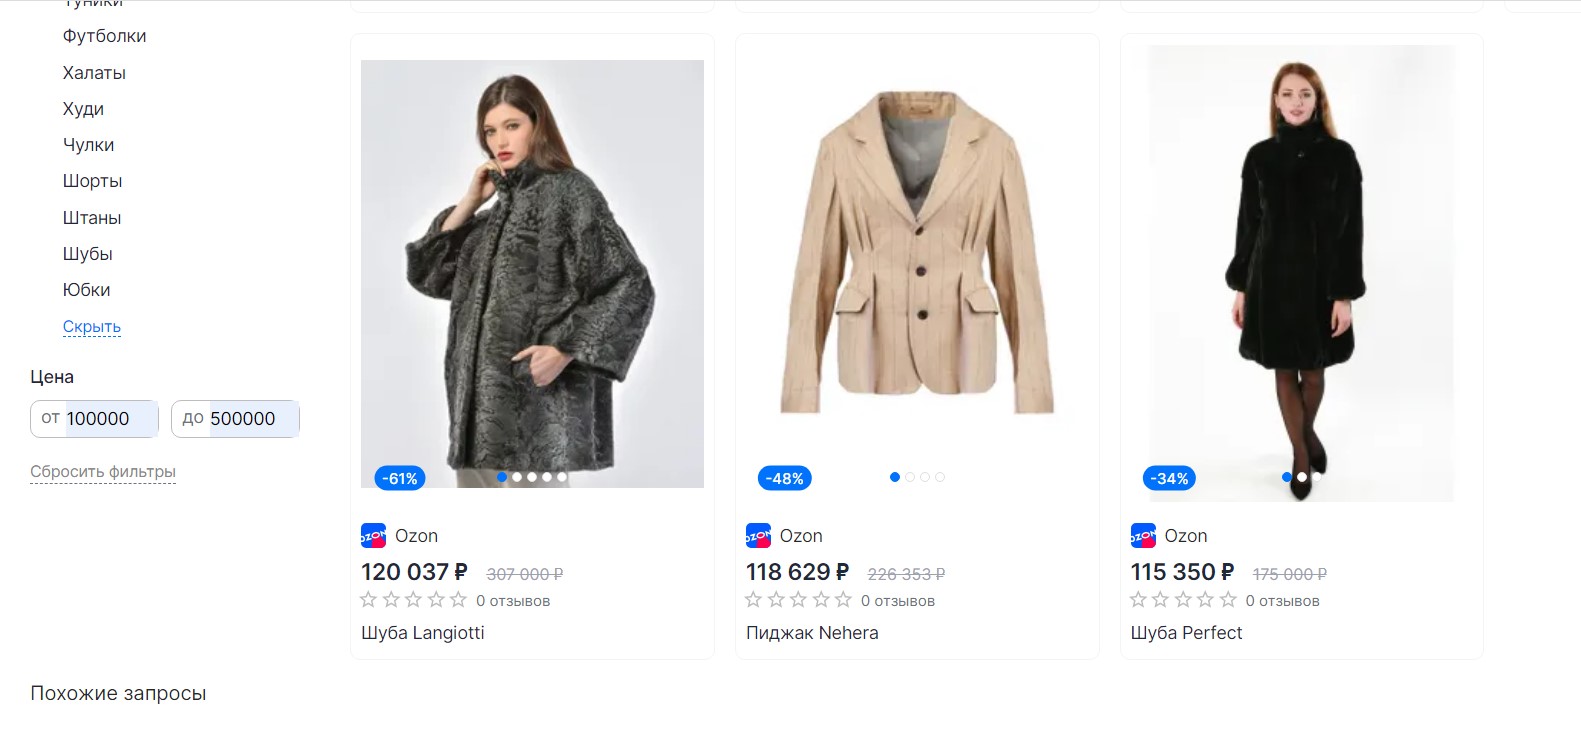 Туники
Футболки
Халаты
Худи
Чулки
Шорты
Штаны
Шубы
Юбки
Скрыть
Цена
от 100000 до 500000
Сбросить фильтры
-61%
OZON Ozon
120 037 ₽ 307 000 ₽
0 отзывов
Шуба Langiotti
-48%
OZON Ozon
118 629 ₽ 226 353 ₽
0 отзывов
Пиджак Nehera
-34%
OZON Ozon
115 350 ₽ 175 000 ₽
0 отзывов
Шуба Perfect
Похожие запросы